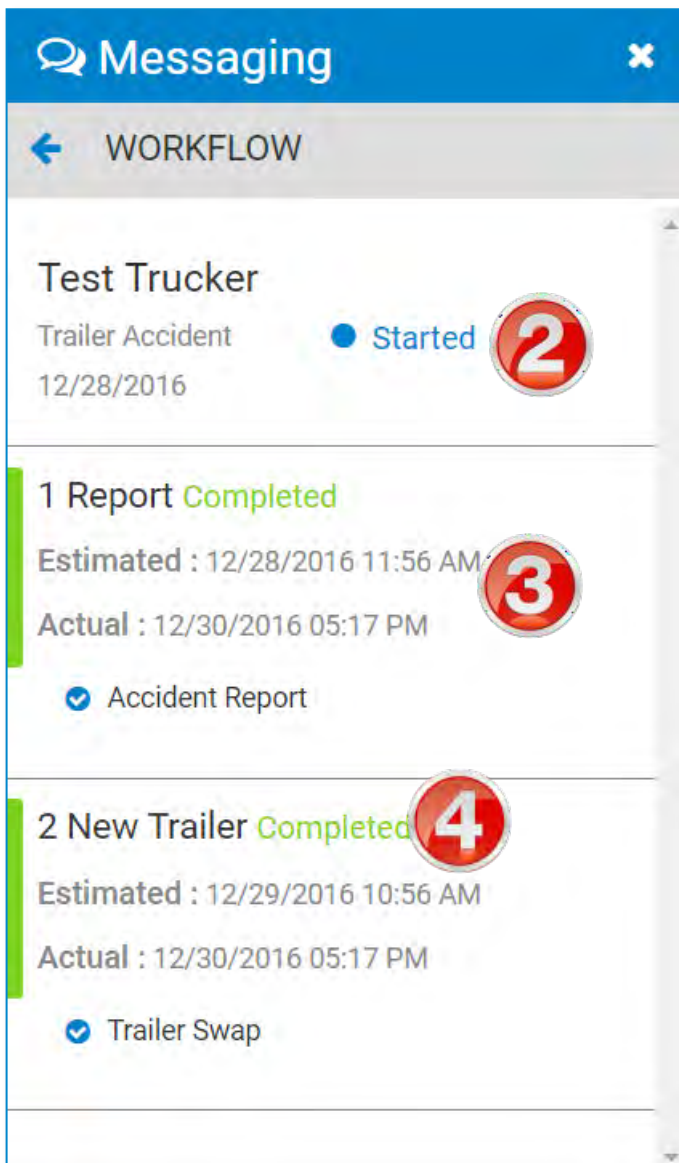 Messaging
WORKFLOW
Test Trucker
Trailer Accident Started 2
12/28/2016
1 Report Completed
Estimated : 12/28/2016 11:56 AM
3
Actual : 12/30/2016 05:17 PM
Accident Report
2 New Trailer Completed 4
Estimated : 12/29/2016 10:56 AM
Actual : 12/30/2016 05:17 PM
Trailer Swap